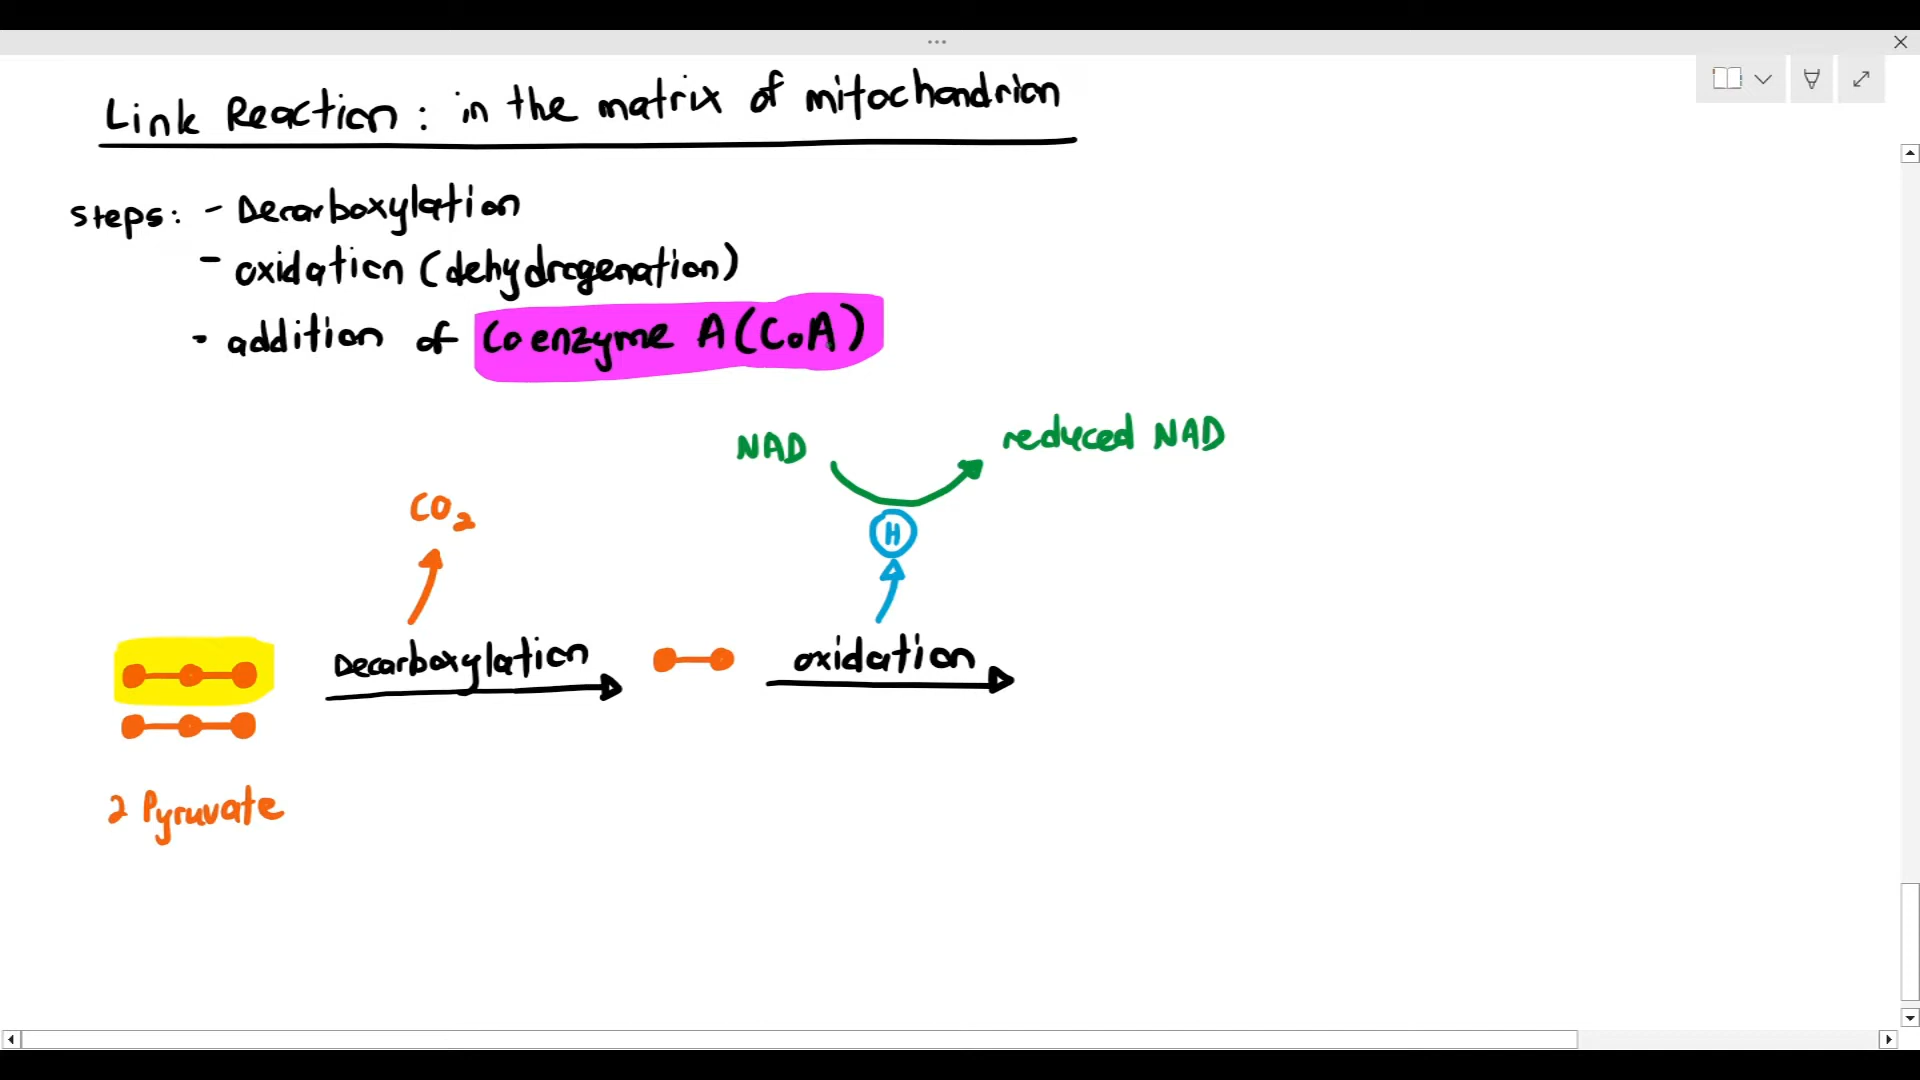 Link Reaction: in the matrix of mitochondrion
Steps: - Decarboxylation
- oxidation (dehydrogenation)
- addition of Coenzyme A (CoA)
NAD
reduced NAD
CO2
H
Decarboxylation
oxidation
2 Pyruvate